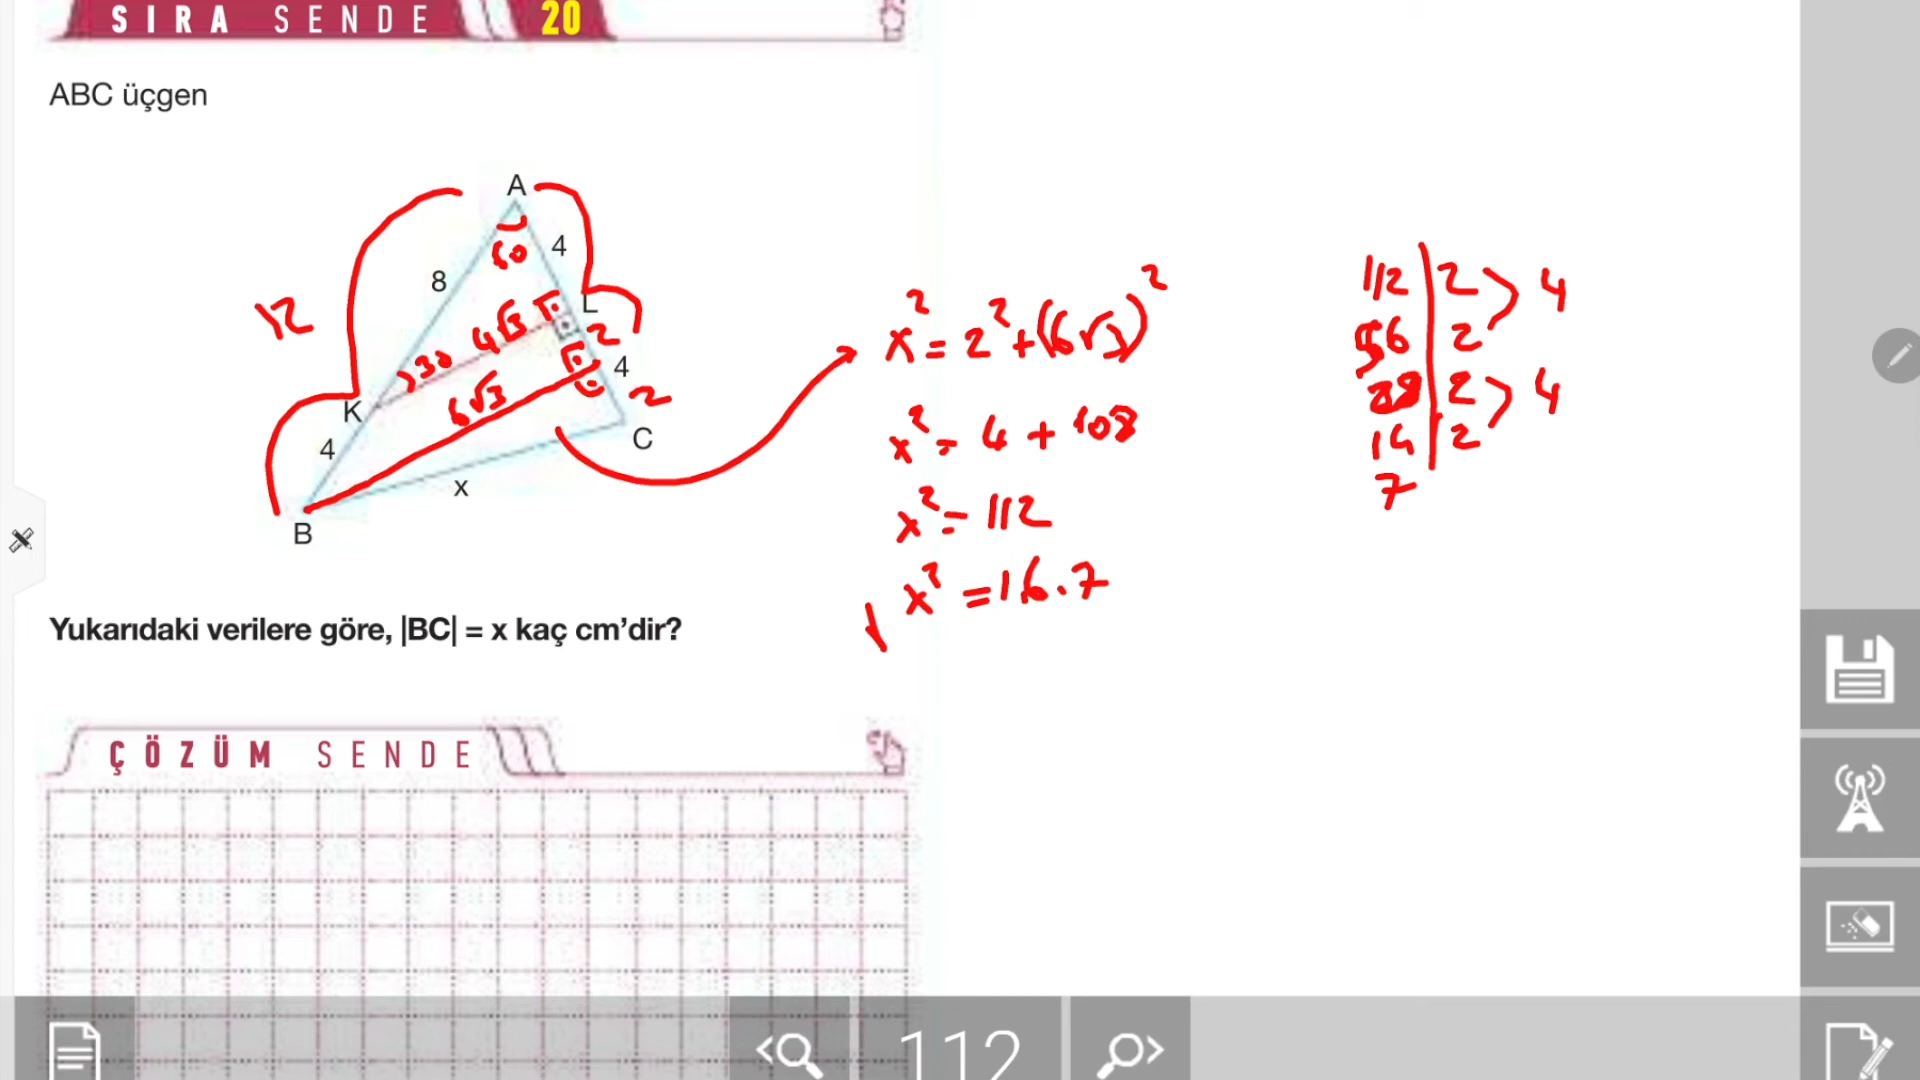 SIRA SENDE 20
ABC üçgen
A
60
4
8
12
L
4√3
2
30
4
6√3
2
K
C
4
x
B
x² = 2² + (6√3)²
x² = 4 + 108
x² = 112
x² = 16.7
112 2 4
56 2
28 2 4
14 2
7
Yukarıdaki verilere göre, |BC| = x kaç cm'dir?
ÇÖZÜM SENDE
112